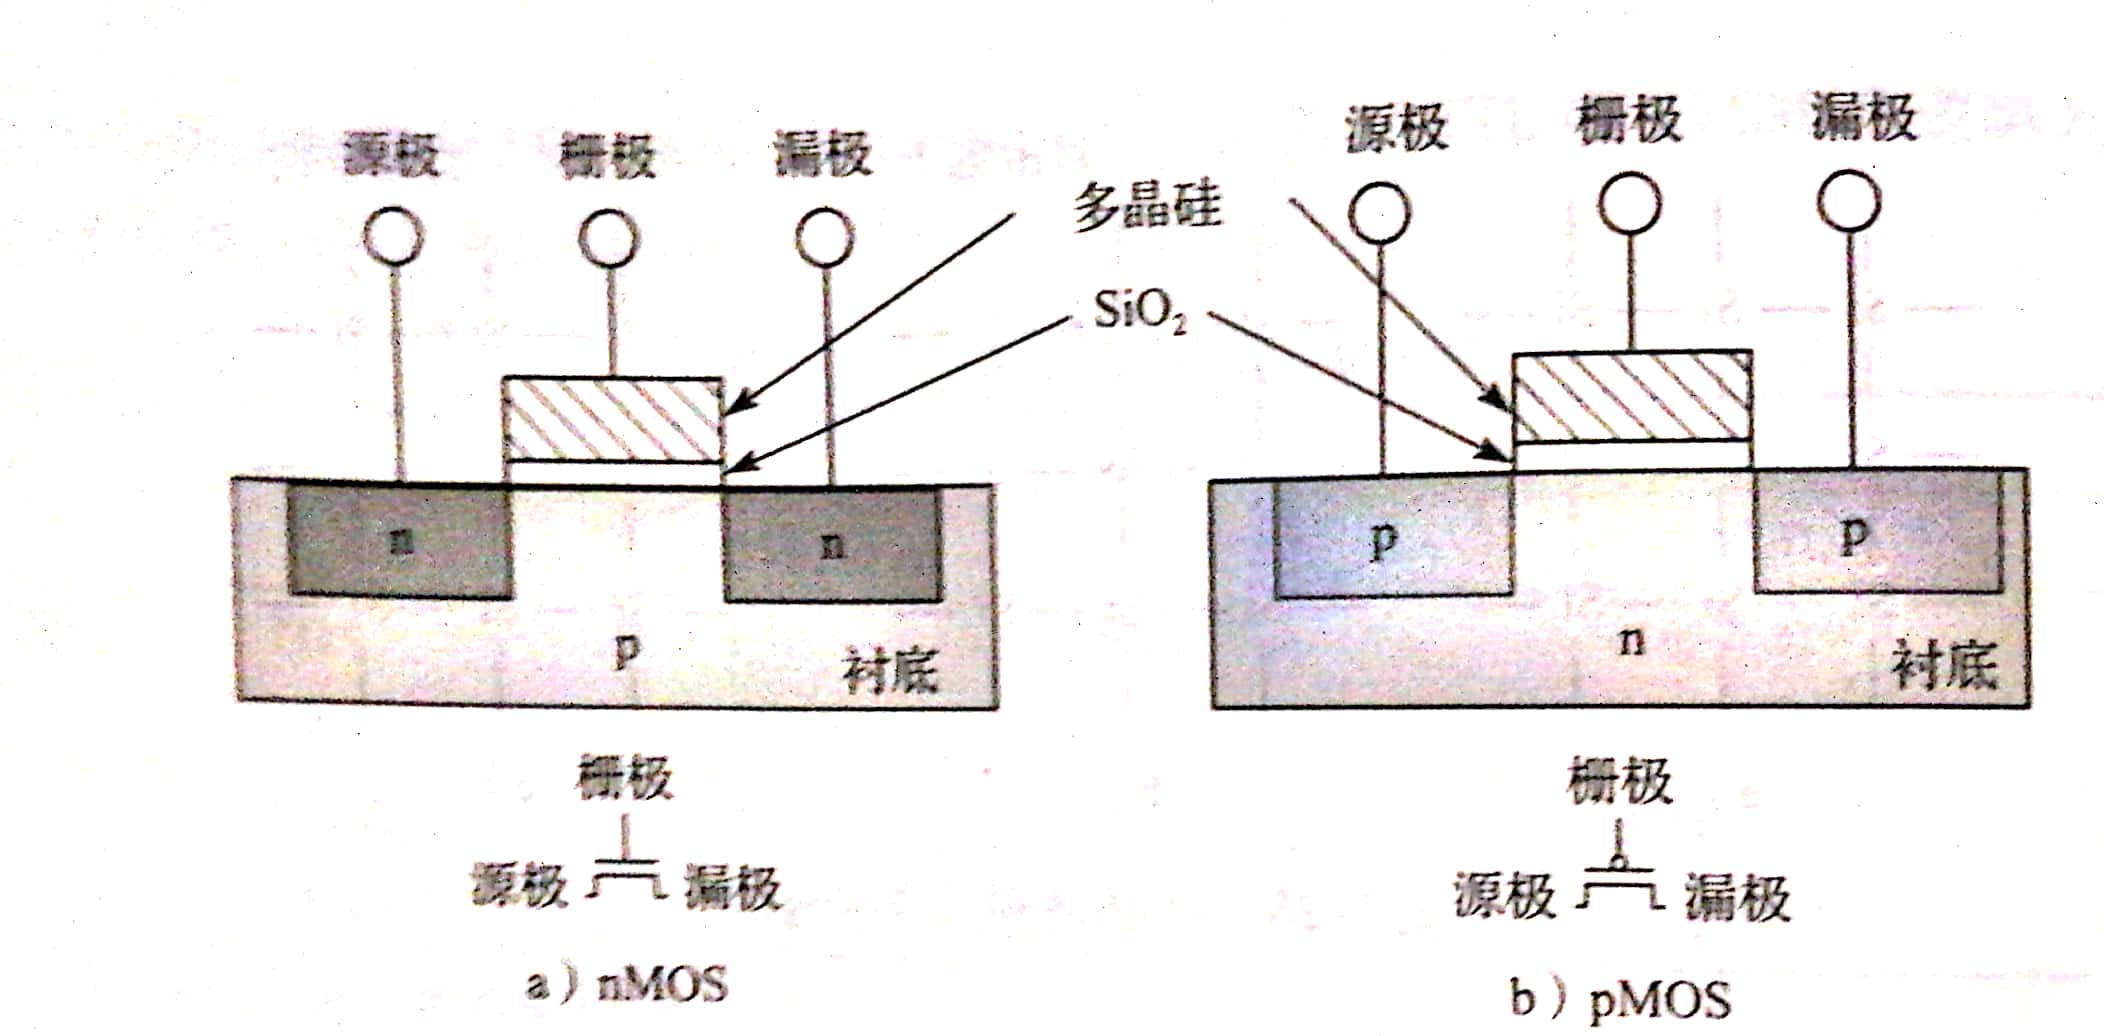 源极 栅极 漏极
源极 栅极 漏极
多晶硅
SiO₂
n n
p
衬底
p p
n
衬底
栅极
源极 漏极
a）nMOS
栅极
源极 漏极
b）pMOS